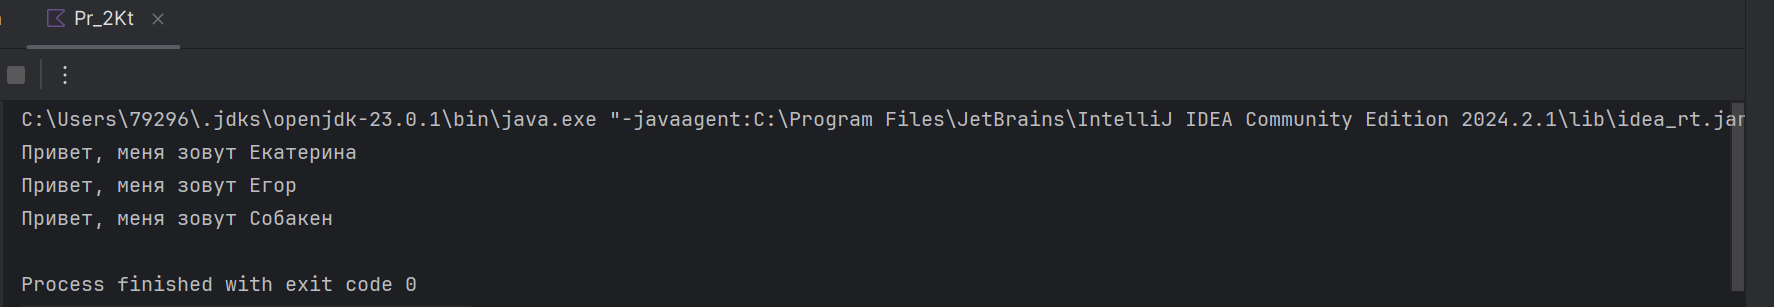 Pr_2Kt
C:\Users\79296\.jdks\openjdk-23.0.1\bin\java.exe "-javaagent:C:\Program Files\JetBrains\IntelliJ IDEA Community Edition 2024.2.1\lib\idea_rt.jar
Привет, меня зовут Екатерина
Привет, меня зовут Егор
Привет, меня зовут Собакен
Process finished with exit code 0